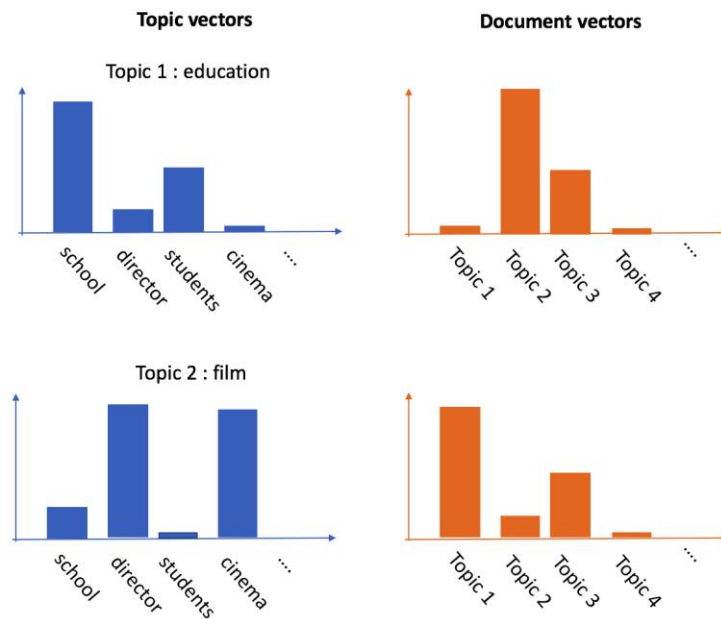 Topic vectors
Document vectors
Topic 1 : education
school
director
students
cinema
....
Topic 1
Topic 2
Topic 3
Topic 4
....
Topic 2 : film
school
director
students
cinema
....
Topic 1
Topic 2
Topic 3
Topic 4
....